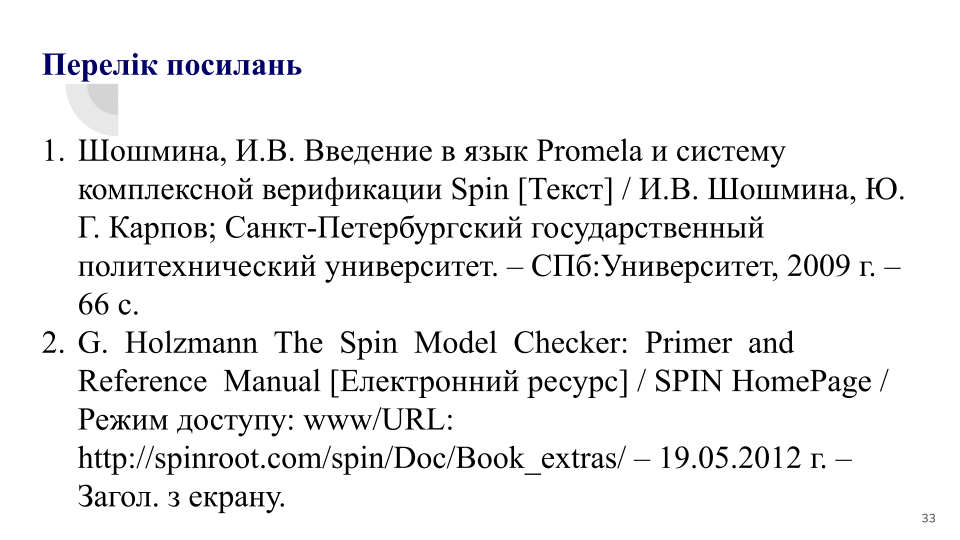 Перелік посилань
1. Шошмина, И.В. Введение в язык Promela и систему
комплексной верификации Spin [Текст] / И.В. Шошмина, Ю.
Г. Карпов; Санкт-Петербургский государственный
политехнический университет. – СПб:Университет, 2009 г. –
66 с.
2. G. Holzmann The Spin Model Checker: Primer and
Reference Manual [Електронний ресурс] / SPIN HomePage /
Режим доступу: www/URL:
http://spinroot.com/spin/Doc/Book_extras/ – 19.05.2012 г. –
Загол. з екрану.
33